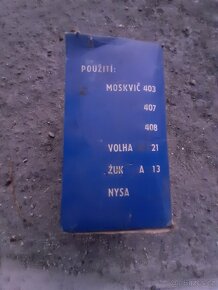 POUŽITÍ:
MOSKVIČ 403
407
408
VOLHA 21
ŽUK A 13
NYSA